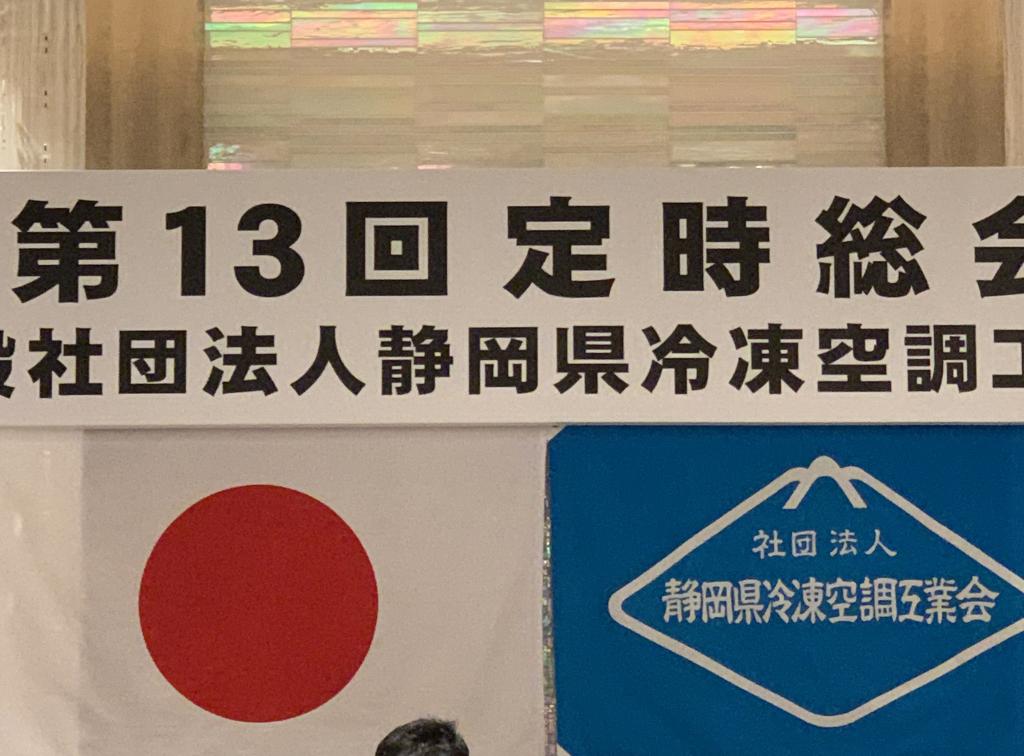 第13回 定時総会
般社団法人静岡県冷凍空調工
社団法人
静岡県冷凍空調工業会